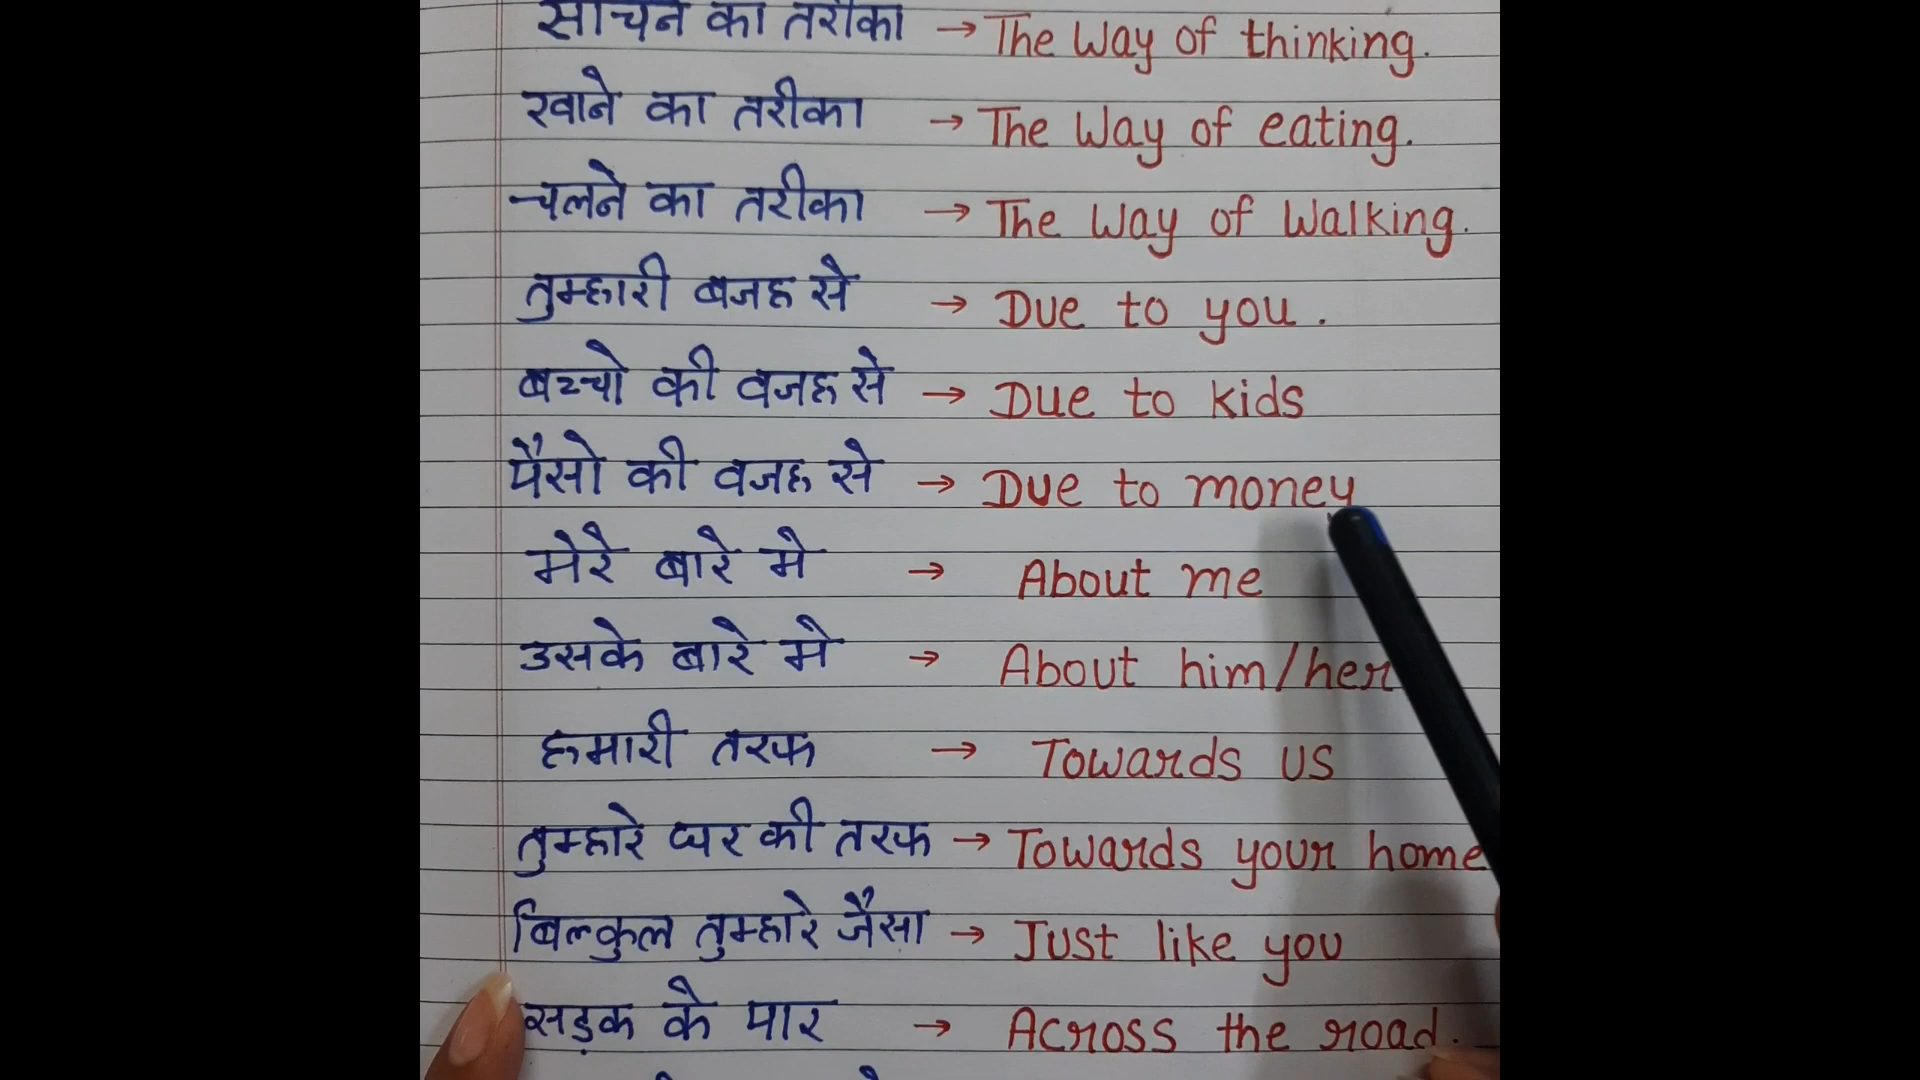 सोचने का तरीका → The Way of thinking.
खाने का तरीका → The Way of eating.
चलने का तरीका → The Way of Walking.
तुम्हारी बजह से → Due to you.
बच्चो की वजह से → Due to kids
पैसो की वजह से → Due to money
मेरे बारे मे → About me
उसके बारे मे → About him/her
हमारी तरफ → Towards us
तुम्हारे घर की तरफ → Towards your home
बिल्कुल तुम्हारे जैसा → Just like you
सड़क के पार → Across the road.